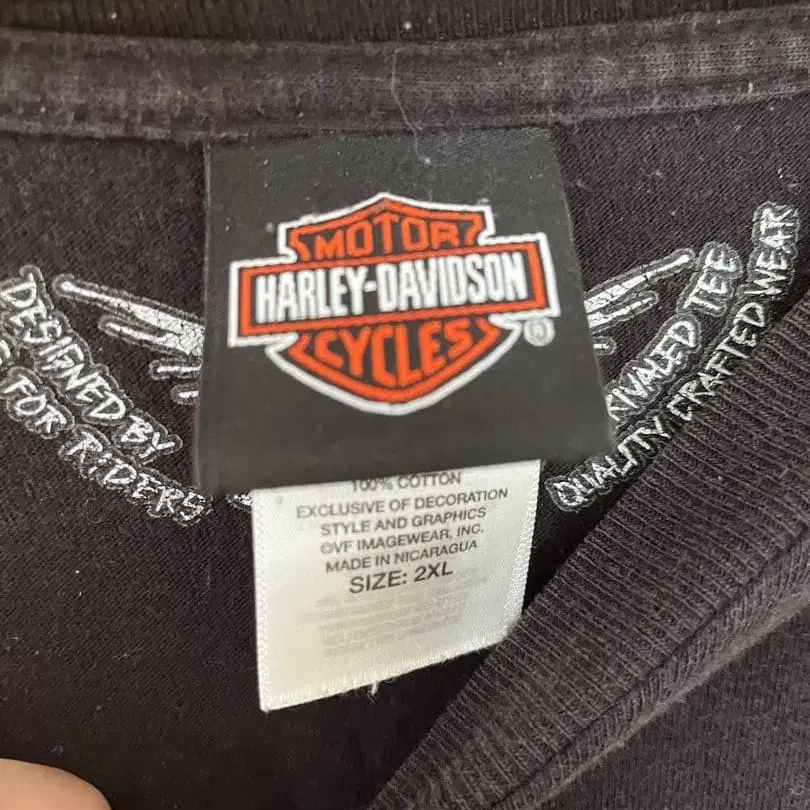 MOTOR
HARLEY-DAVIDSON
CYCLES
®
DESIGNED BY
FOR RIDERS
TEE
QUALITY CRAFTED WEAR
100% COTTON
EXCLUSIVE OF DECORATION
STYLE AND GRAPHICS
©VF IMAGEWEAR, INC.
MADE IN NICARAGUA
SIZE: 2XL